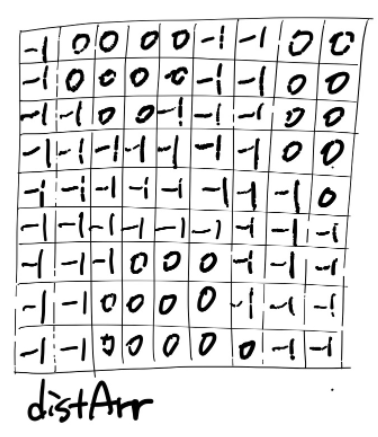 -1 0 0 0 0 -1 -1 0 0
-1 0 0 0 0 -1 -1 0 0
-1 -1 0 0 -1 -1 -1 0 0
-1 -1 -1 -1 -1 -1 -1 0 0
-1 -1 -1 -1 -1 -1 -1 -1 0
-1 -1 -1 -1 -1 -1 -1 -1 -1
-1 -1 -1 0 0 0 -1 -1 -1
-1 -1 0 0 0 0 -1 -1 -1
-1 -1 0 0 0 0 0 -1 -1
distArr